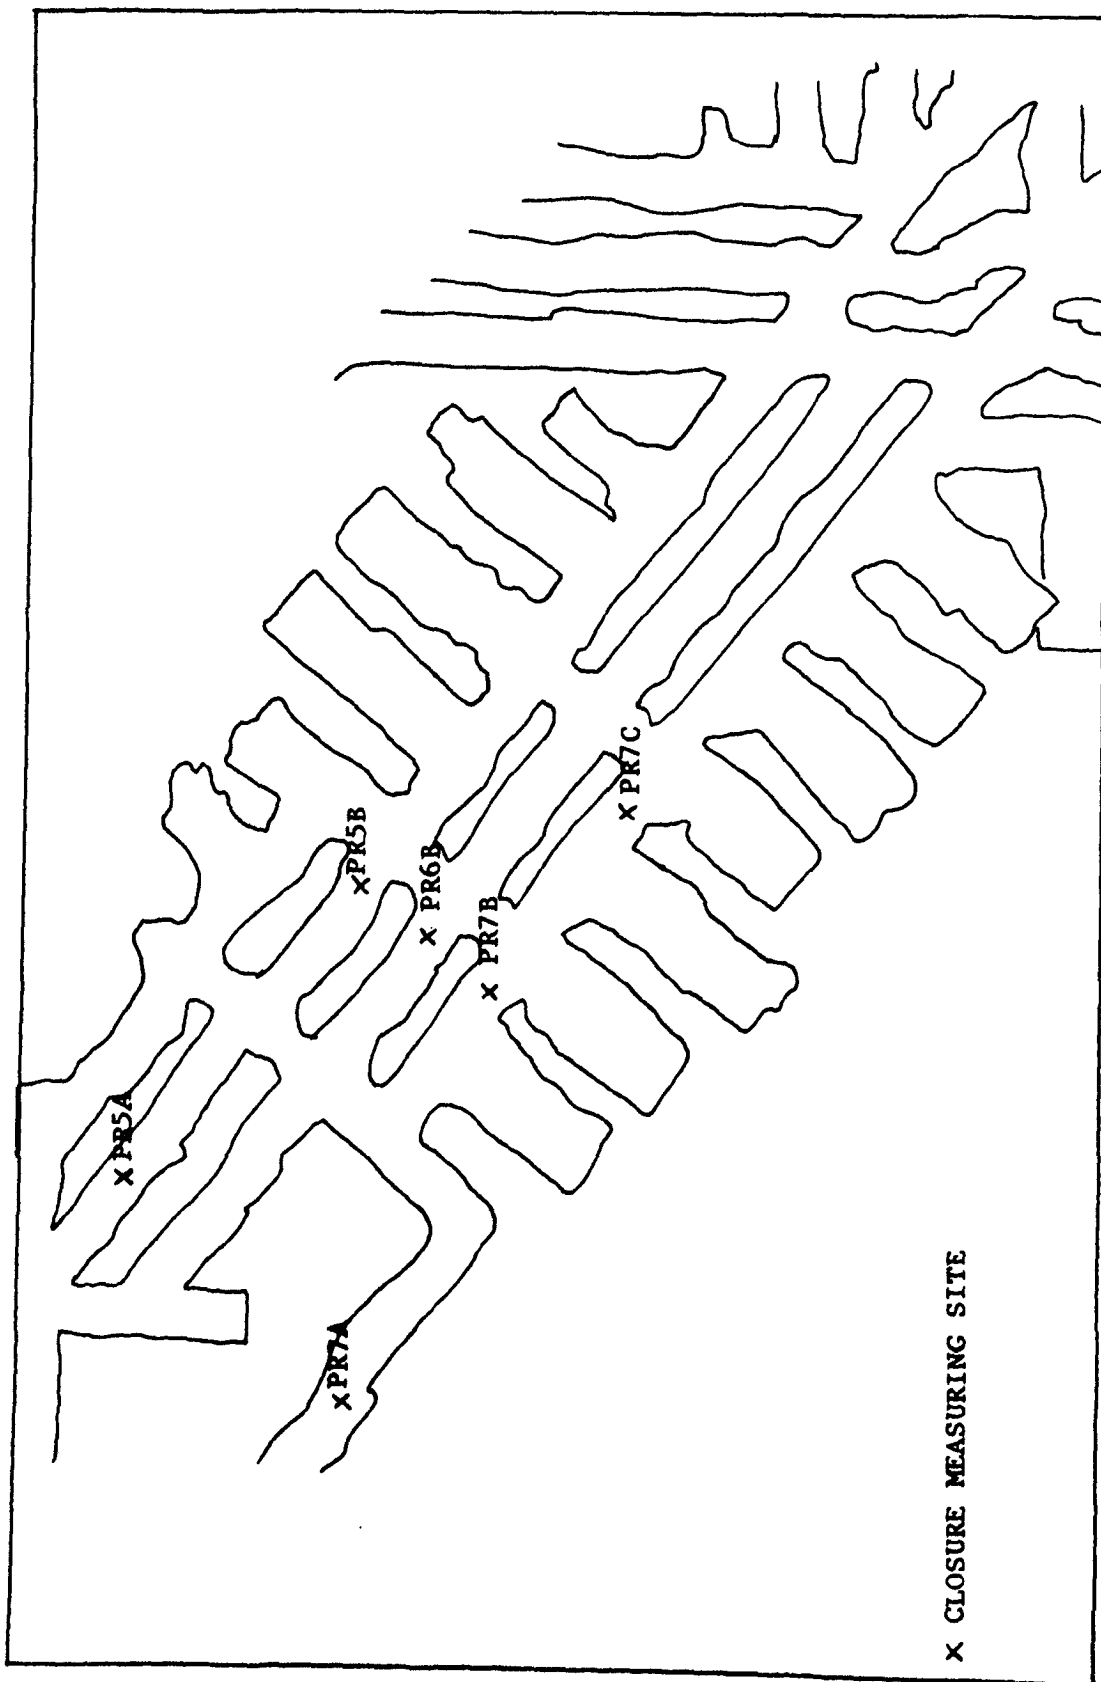 X PR5A
X PR5B
X PR6B
X PR7B
X PR7C
X PR7A
X CLOSURE MEASURING SITE